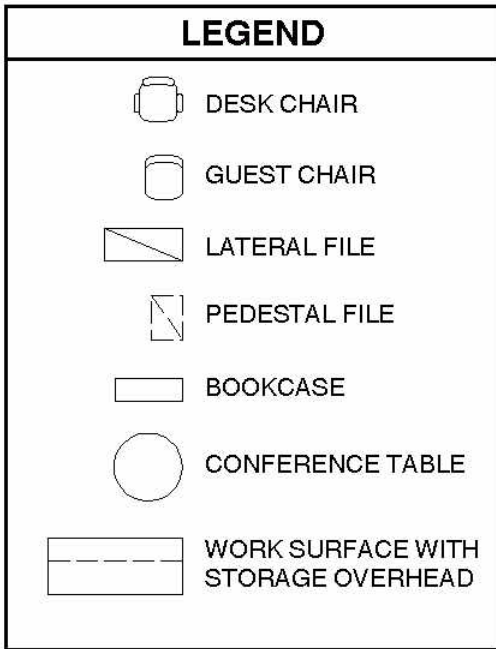 LEGEND
DESK CHAIR
GUEST CHAIR
LATERAL FILE
PEDESTAL FILE
BOOKCASE
CONFERENCE TABLE
WORK SURFACE WITH
STORAGE OVERHEAD